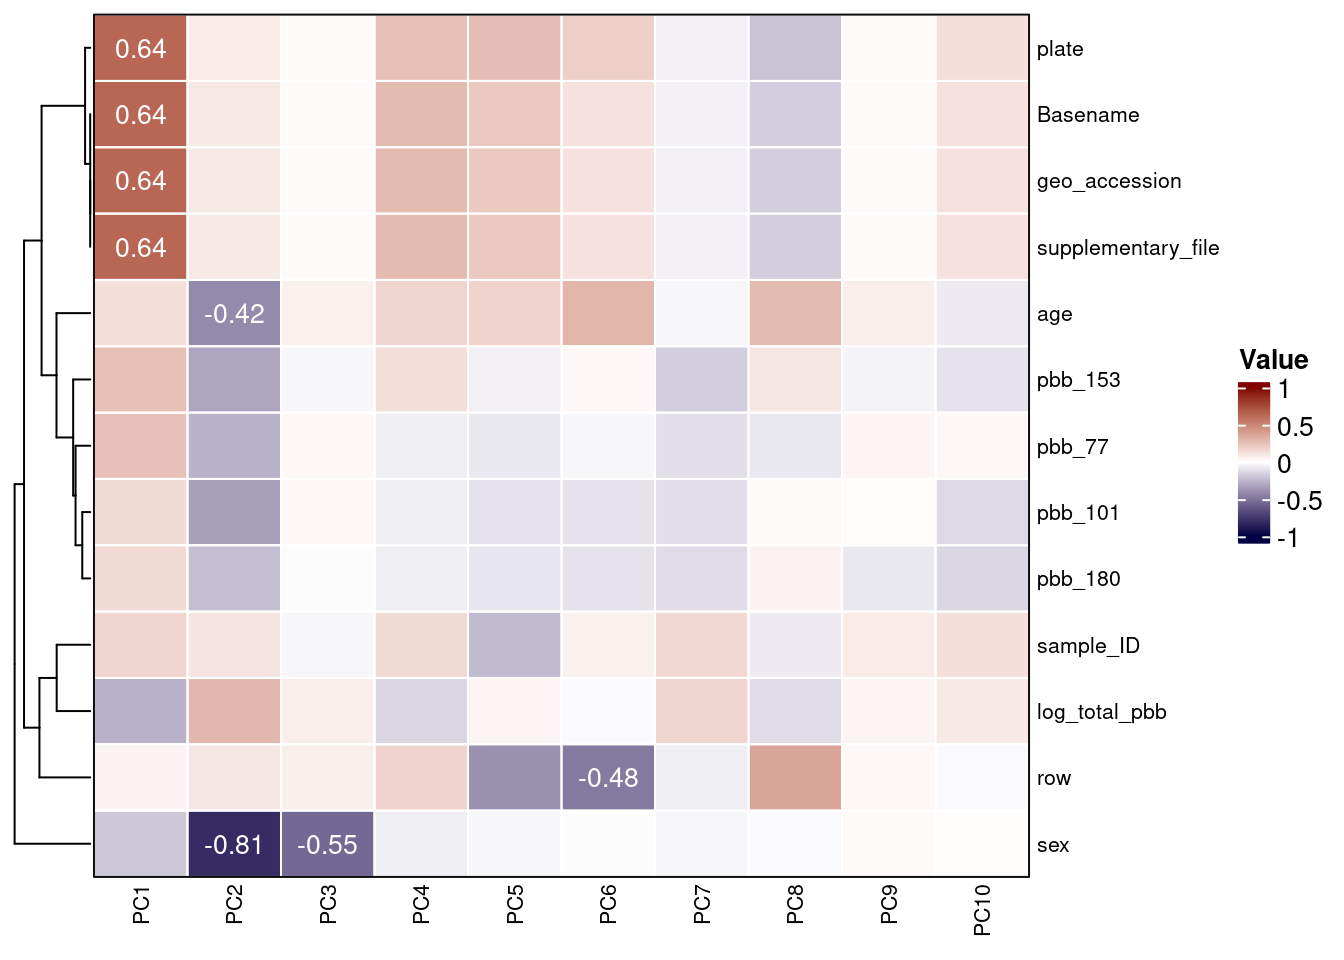 0.64 plate
0.64 Basename
0.64 geo_accession
0.64 supplementary_file
-0.42 age
pbb_153
pbb_77
pbb_101
pbb_180
sample_ID
log_total_pbb
-0.48 row
-0.81 -0.55 sex
PC1 PC2 PC3 PC4 PC5 PC6 PC7 PC8 PC9 PC10
Value
1
0.5
0
-0.5
-1